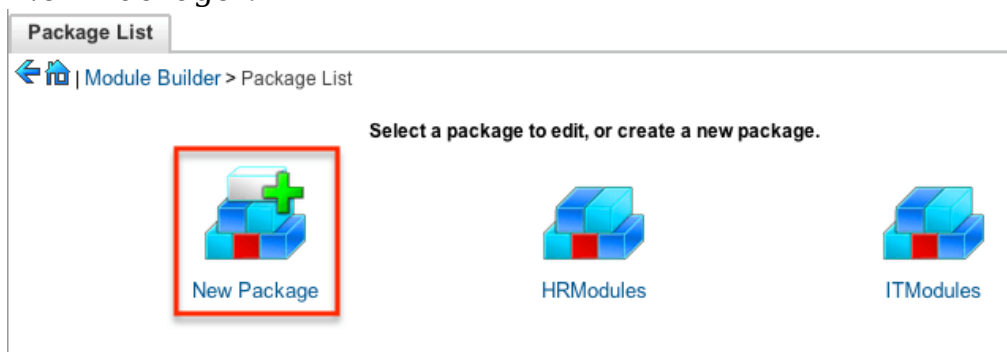 Package List
| Module Builder > Package List
Select a package to edit, or create a new package.
New Package
HRModules
ITModules